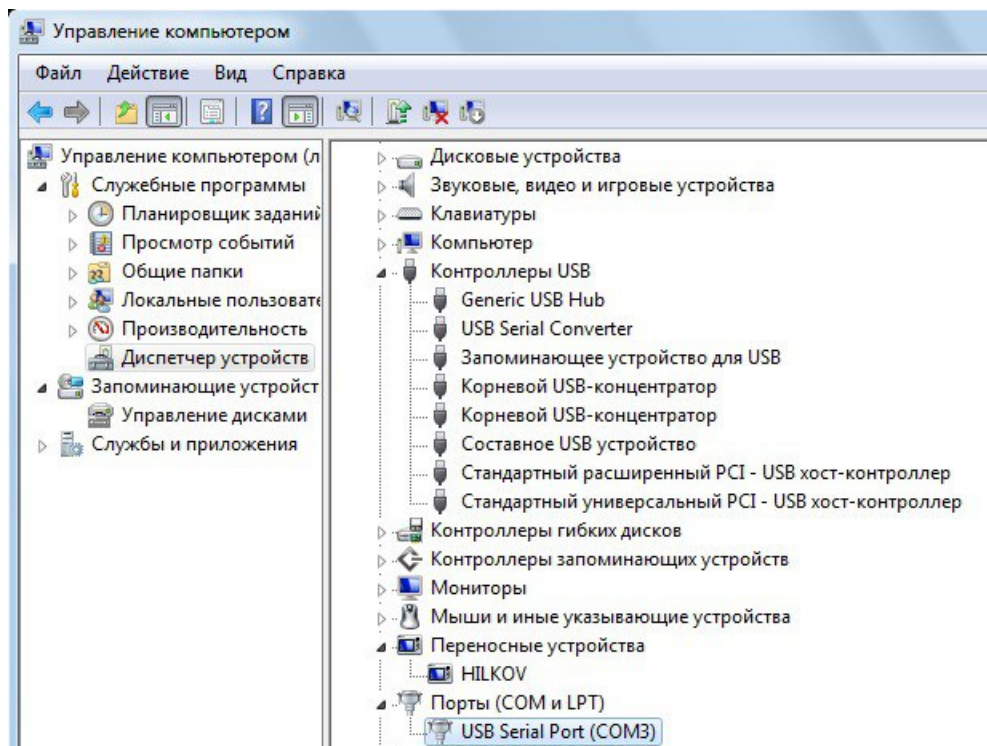 Управление компьютером
Файл Действие Вид Справка
Управление компьютером (л
Служебные программы
Планировщик заданий
Просмотр событий
Общие папки
Локальные пользовате
Производительность
Диспетчер устройств
Запоминающие устройст
Управление дисками
Службы и приложения
Дисковые устройства
Звуковые, видео и игровые устройства
Клавиатуры
Компьютер
Контроллеры USB
Generic USB Hub
USB Serial Converter
Запоминающее устройство для USB
Корневой USB-концентратор
Корневой USB-концентратор
Составное USB устройство
Стандартный расширенный PCI - USB хост-контроллер
Стандартный универсальный PCI - USB хост-контроллер
Контроллеры гибких дисков
Контроллеры запоминающих устройств
Мониторы
Мыши и иные указывающие устройства
Переносные устройства
HILKOV
Порты (COM и LPT)
USB Serial Port (COM3)